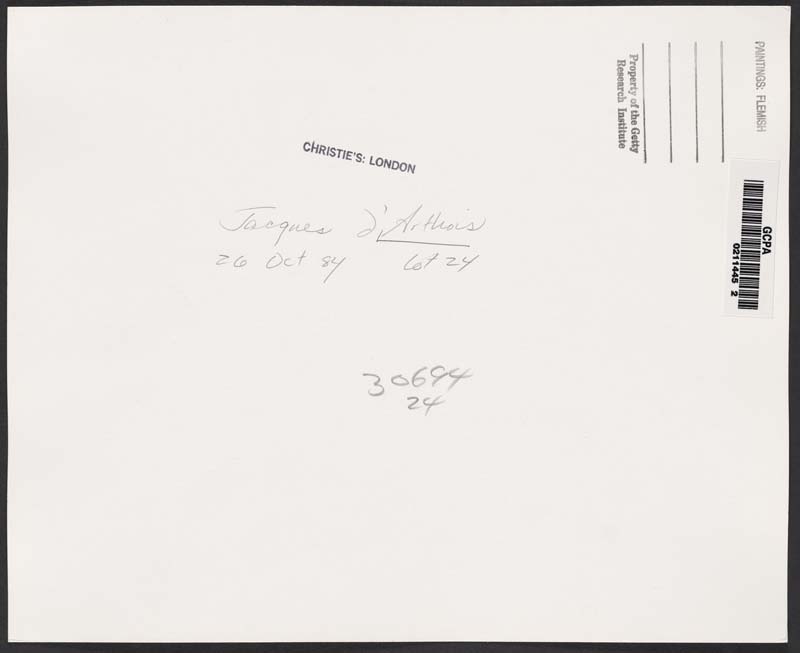 PAINTINGS: FLEMISH
Property of the Getty
Research Institute
CHRISTIE'S: LONDON
GCPA
0211445 2
Jacques d'Arthois
26 Oct 84 Lot 24
30694
24